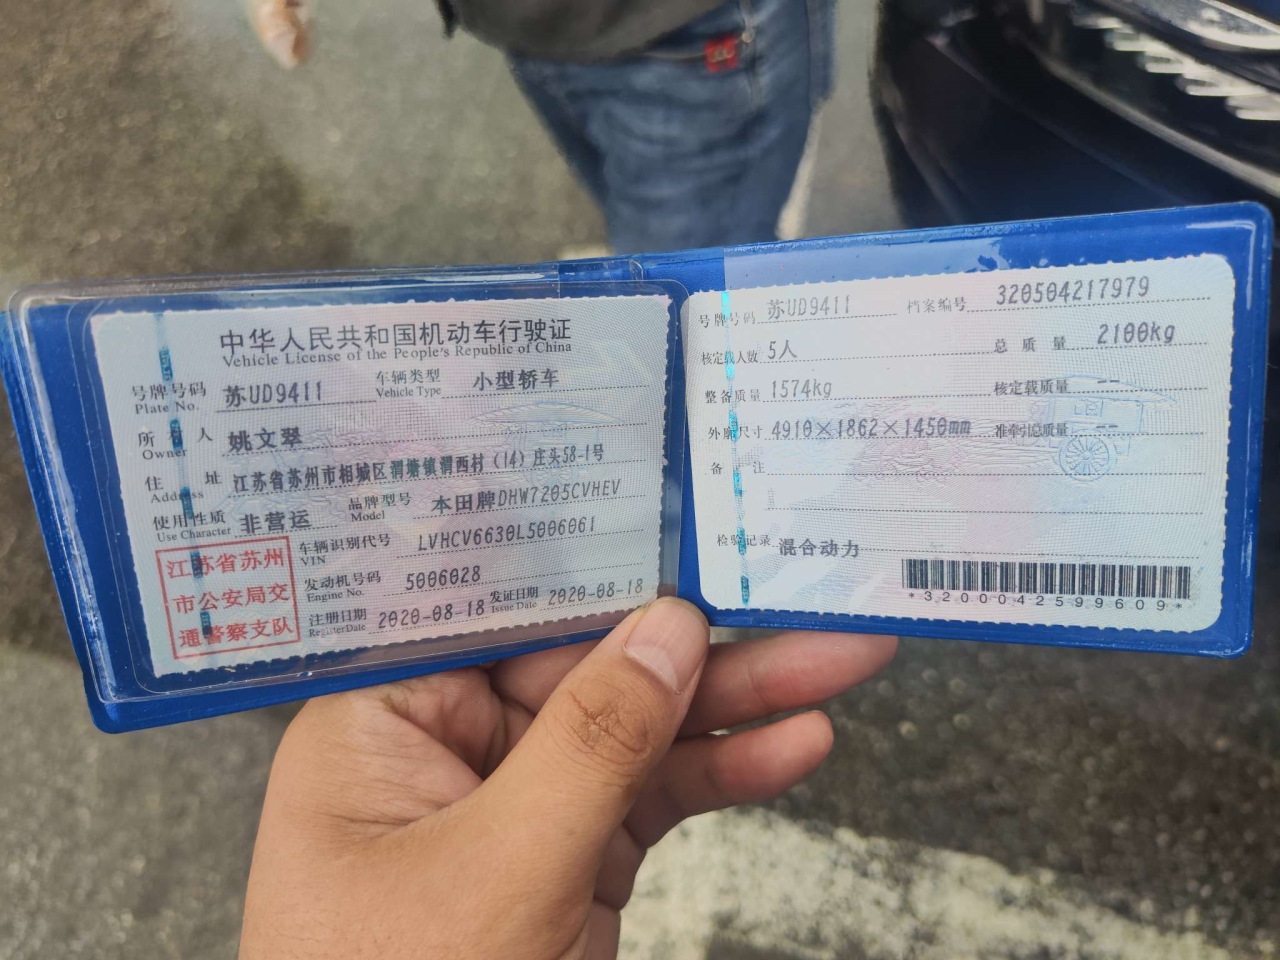 中华人民共和国机动车行驶证
Vehicle License of the People's Republic of China
号牌号码 苏UD9411 车辆类型 小型轿车
Plate No. Vehicle Type
所有人 姚文翠
Owner
住址 江苏省苏州市相城区渭塘镇渭西村(14)庄头58-1号
Address
使用性质 非营运 品牌型号 本田牌DHW7205CVHEV
Use Character Model
江苏省苏州
市公安局交
通警察支队
车辆识别代号 LVHCV6630L5006061
VIN
发动机号码 5006028
Engine No.
注册日期 2020-08-18 发证日期 2020-08-18
Register Date Issue Date
号牌号码 苏UD9411 档案编号 320504217979
核定载人数 5人 总质量 2100kg
整备质量 1574kg 核定载质量
外廓尺寸 4910×1862×1450mm 准牵引总质量
备注
检验记录 混合动力
*3200042599609*